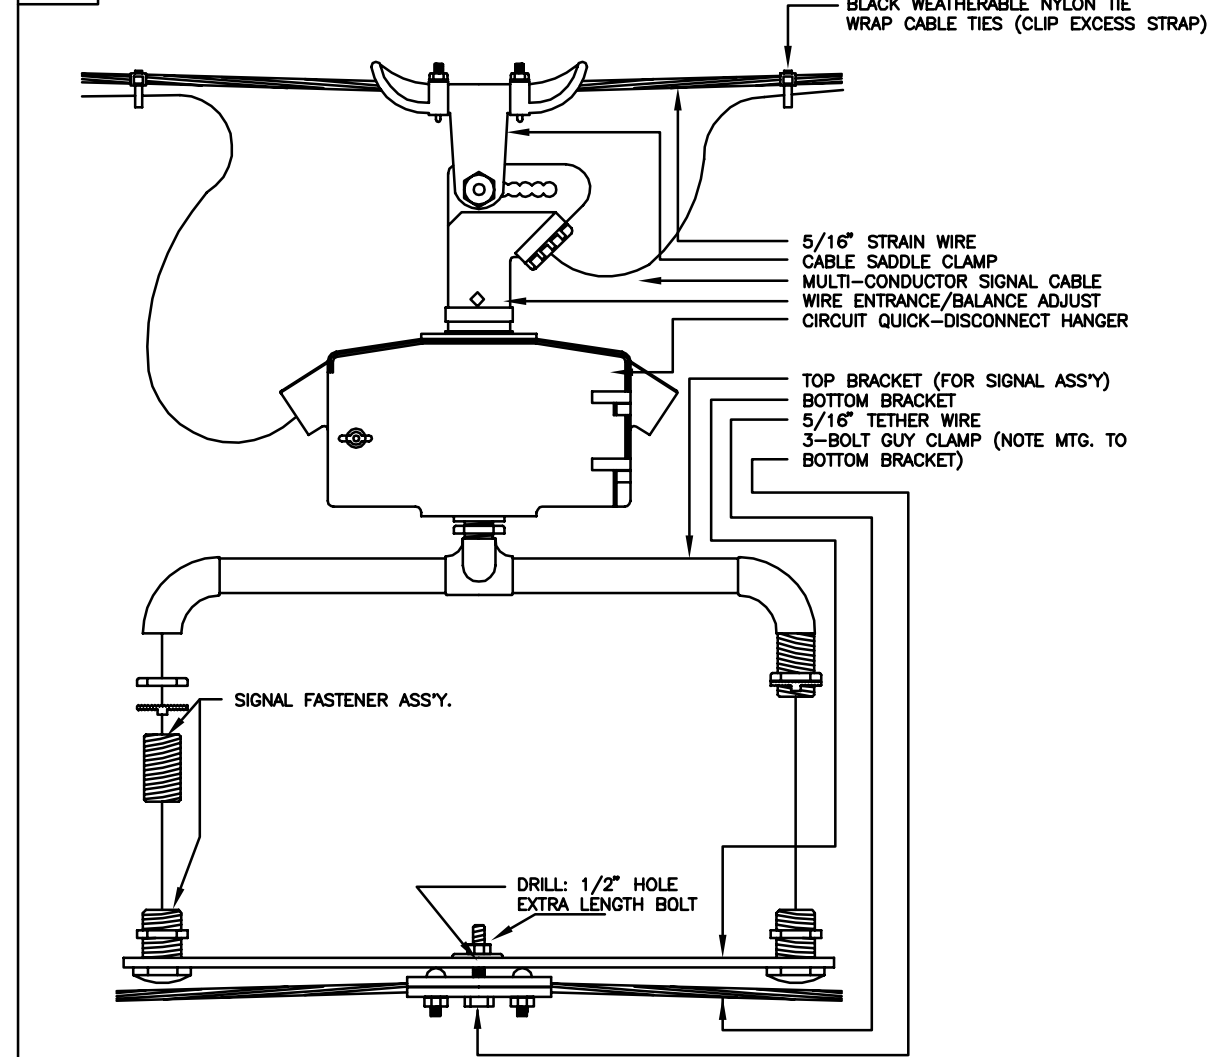 BLACK WEATHERABLE NYLON TIE
WRAP CABLE TIES (CLIP EXCESS STRAP)
5/16" STRAIN WIRE
CABLE SADDLE CLAMP
MULTI-CONDUCTOR SIGNAL CABLE
WIRE ENTRANCE/BALANCE ADJUST
CIRCUIT QUICK-DISCONNECT HANGER
TOP BRACKET (FOR SIGNAL ASS'Y)
BOTTOM BRACKET
5/16" TETHER WIRE
3-BOLT GUY CLAMP (NOTE MTG. TO
BOTTOM BRACKET)
SIGNAL FASTENER ASS'Y.
DRILL: 1/2" HOLE
EXTRA LENGTH BOLT